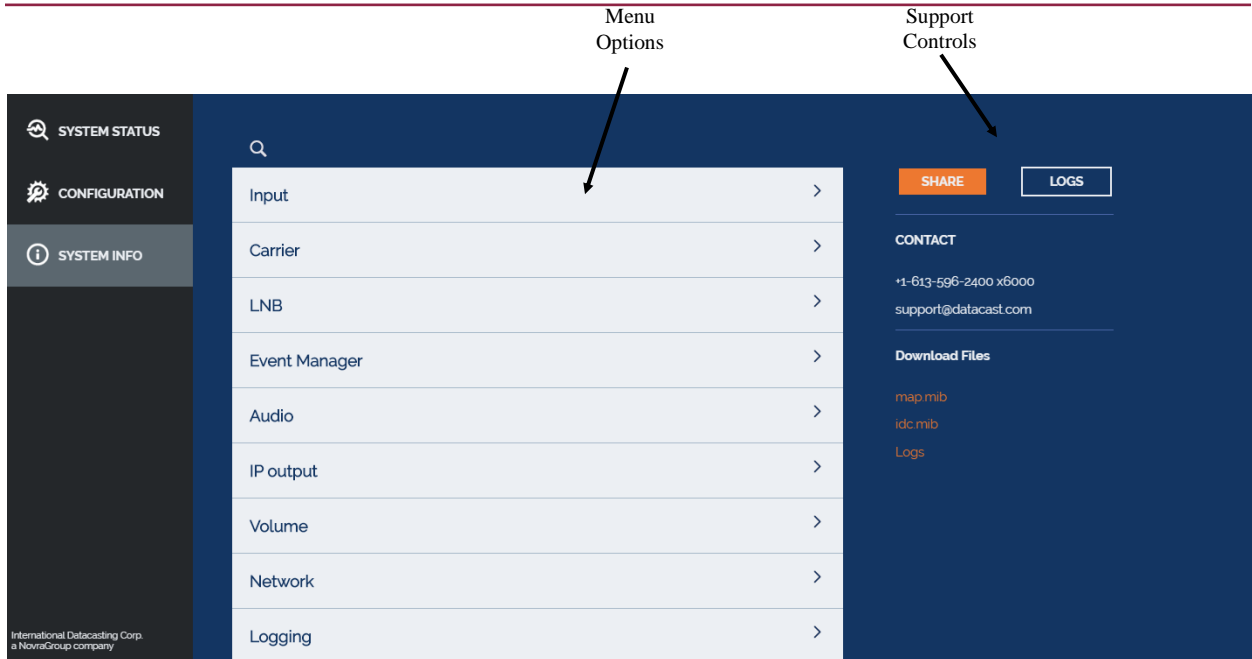 Menu
Options
Support
Controls
SYSTEM STATUS
CONFIGURATION
SYSTEM INFO
International Datacasting Corp.
a NovraGroup company
Input
Carrier
LNB
Event Manager
Audio
IP output
Volume
Network
Logging
SHARE
LOGS
CONTACT
+1-613-596-2400 x6000
support@datacast.com
Download Files
map.mib
idc.mib
Logs